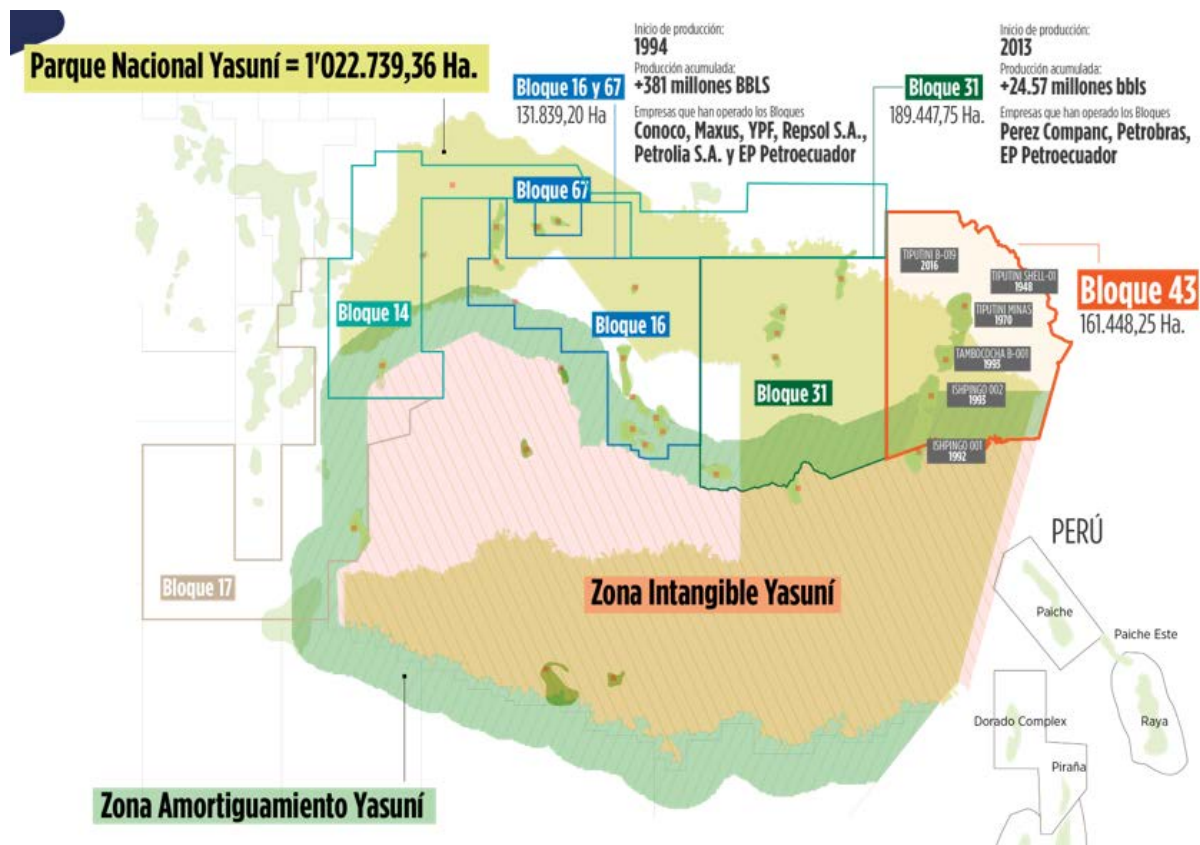 Parque Nacional Yasuní = 1'022.739,36 Ha.
Bloque 16 y 67
131.839,20 Ha
Inicio de producción:
1994
Producción acumulada:
+381 millones BBLS
Empresas que han operado los Bloques
Conoco, Maxus, YPF, Repsol S.A.,
Petrolia S.A. y EP Petroecuador
Bloque 31
189.447,75 Ha.
Inicio de producción:
2013
Producción acumulada:
+24.57 millones bbls
Empresas que han operado los Bloques
Perez Companc, Petrobras,
EP Petroecuador
Bloque 67
TIPUTINI B-019
2016
TIPUTINI SHELL-01
1948
Bloque 43
161.448,25 Ha.
Bloque 14
Bloque 16
TIPUTINI MINAS
1970
TAMBOCOCHA B-001
1993
Bloque 31
ISHPINGO 002
1993
ISHPINGO 001
1992
PERÚ
Bloque 17
Zona Intangible Yasuní
Paiche
Paiche Este
Dorado Complex
Raya
Piraña
Zona Amortiguamiento Yasuní